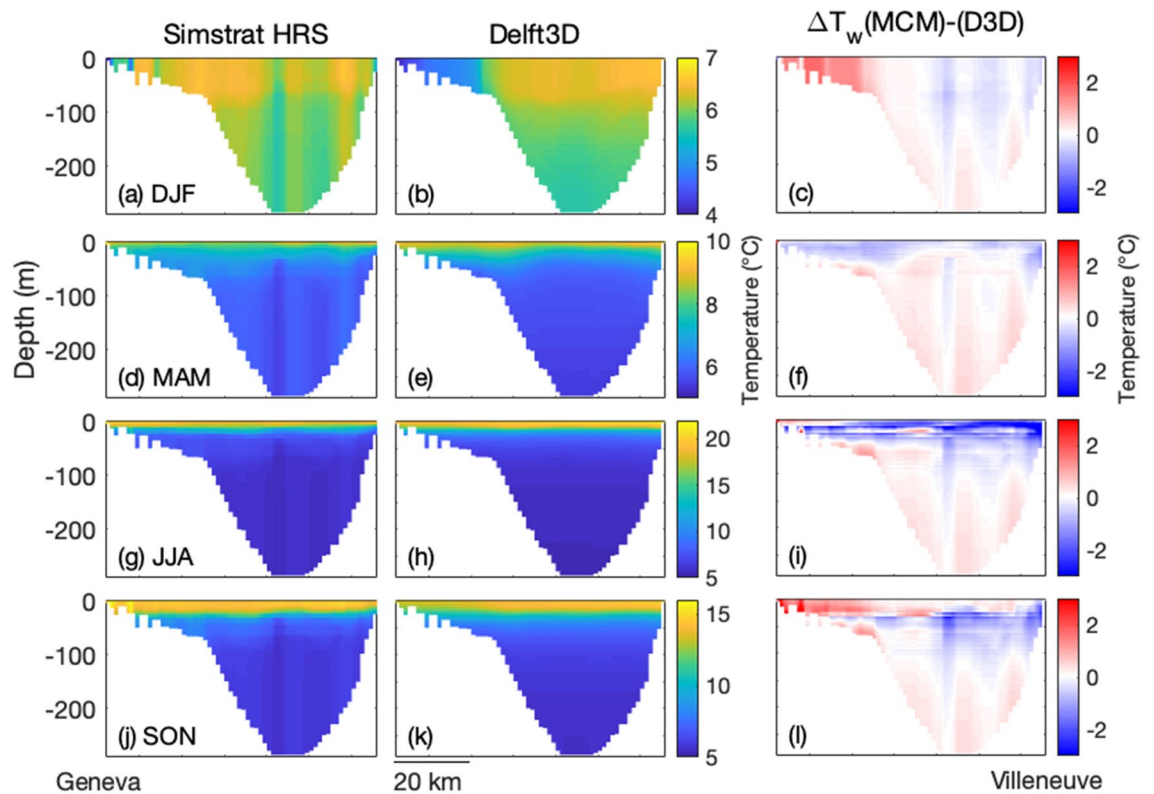 Simstrat HRS Delft3D ΔTw(MCM)-(D3D)
0 7 2
-100 6 0
-200 5 -2
(a) DJF (b) 4 (c)
0 10 2
-100 8 0
-200 6 -2
(d) MAM (e) (f)
0 20 2
-100 15 0
-200 10 -2
(g) JJA (h) 5 (i)
0 15 2
-100 10 0
-200 -2
(j) SON (k) 5 (l)
Depth (m)
Temperature (°C)
Temperature (°C)
Geneva 20 km Villeneuve